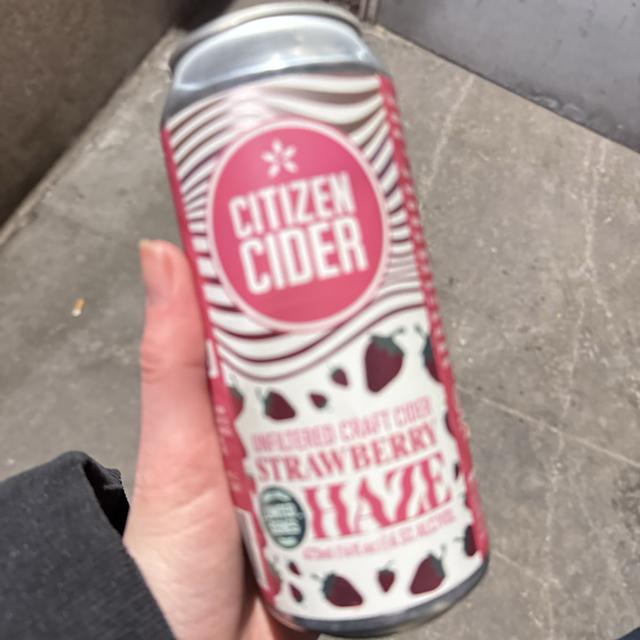 CITIZEN
CIDER
UNFILTERED CRAFT CIDER
STRAWBERRY
HAZE